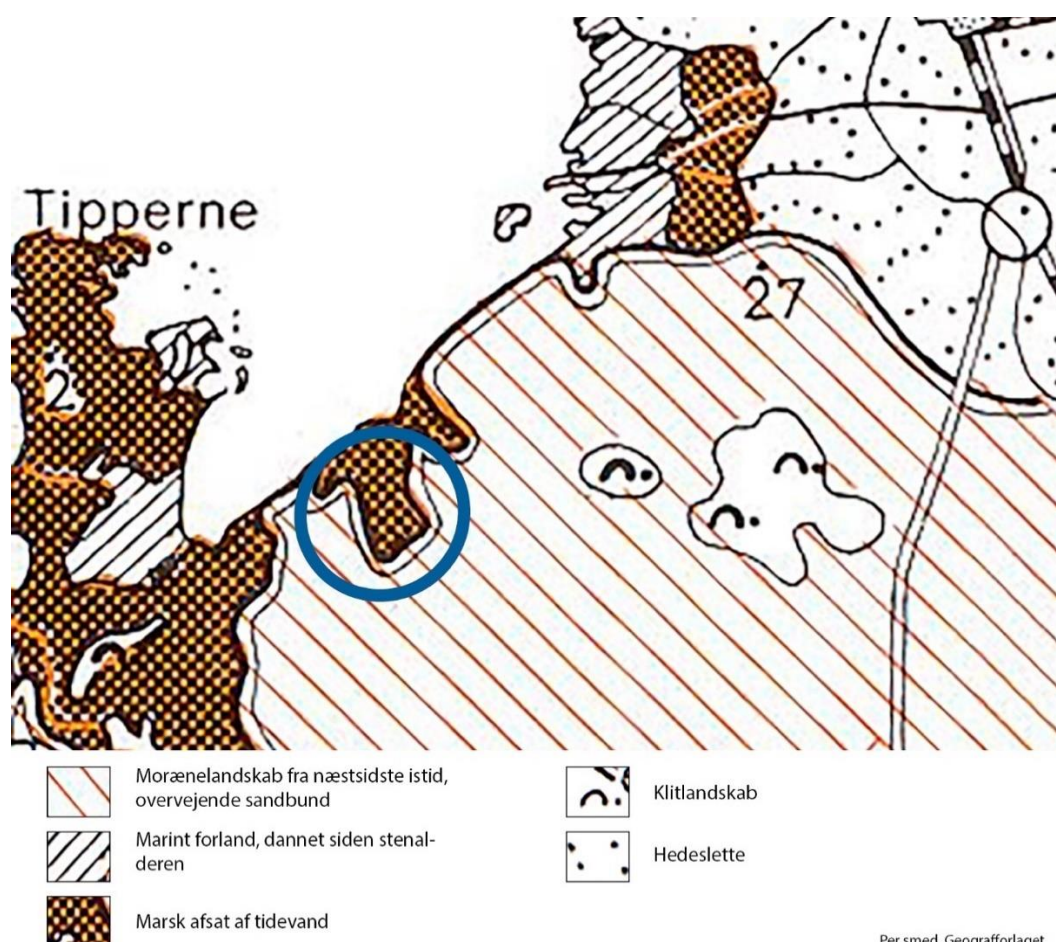 Tipperne
2
27
Morænelandskab fra næstsidste istid,
overvejende sandbund
Marint forland, dannet siden stenal-
deren
Marsk afsat af tidevand
Klitlandskab
Hedeslette
Per smed, Geografforlaget